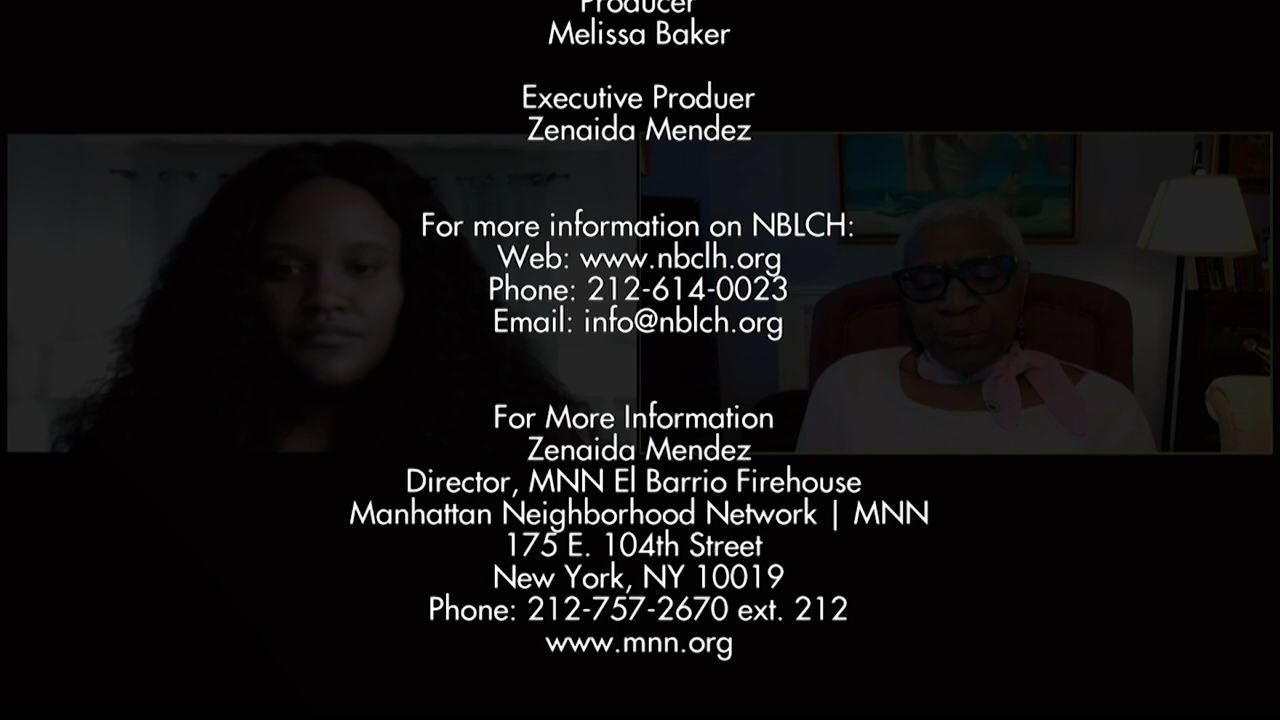 Producer
Melissa Baker
Executive Produer
Zenaida Mendez
For more information on NBLCH:
Web: www.nbclh.org
Phone: 212-614-0023
Email: info@nblch.org
For More Information
Zenaida Mendez
Director, MNN El Barrio Firehouse
Manhattan Neighborhood Network | MNN
175 E. 104th Street
New York, NY 10019
Phone: 212-757-2670 ext. 212
www.mnn.org